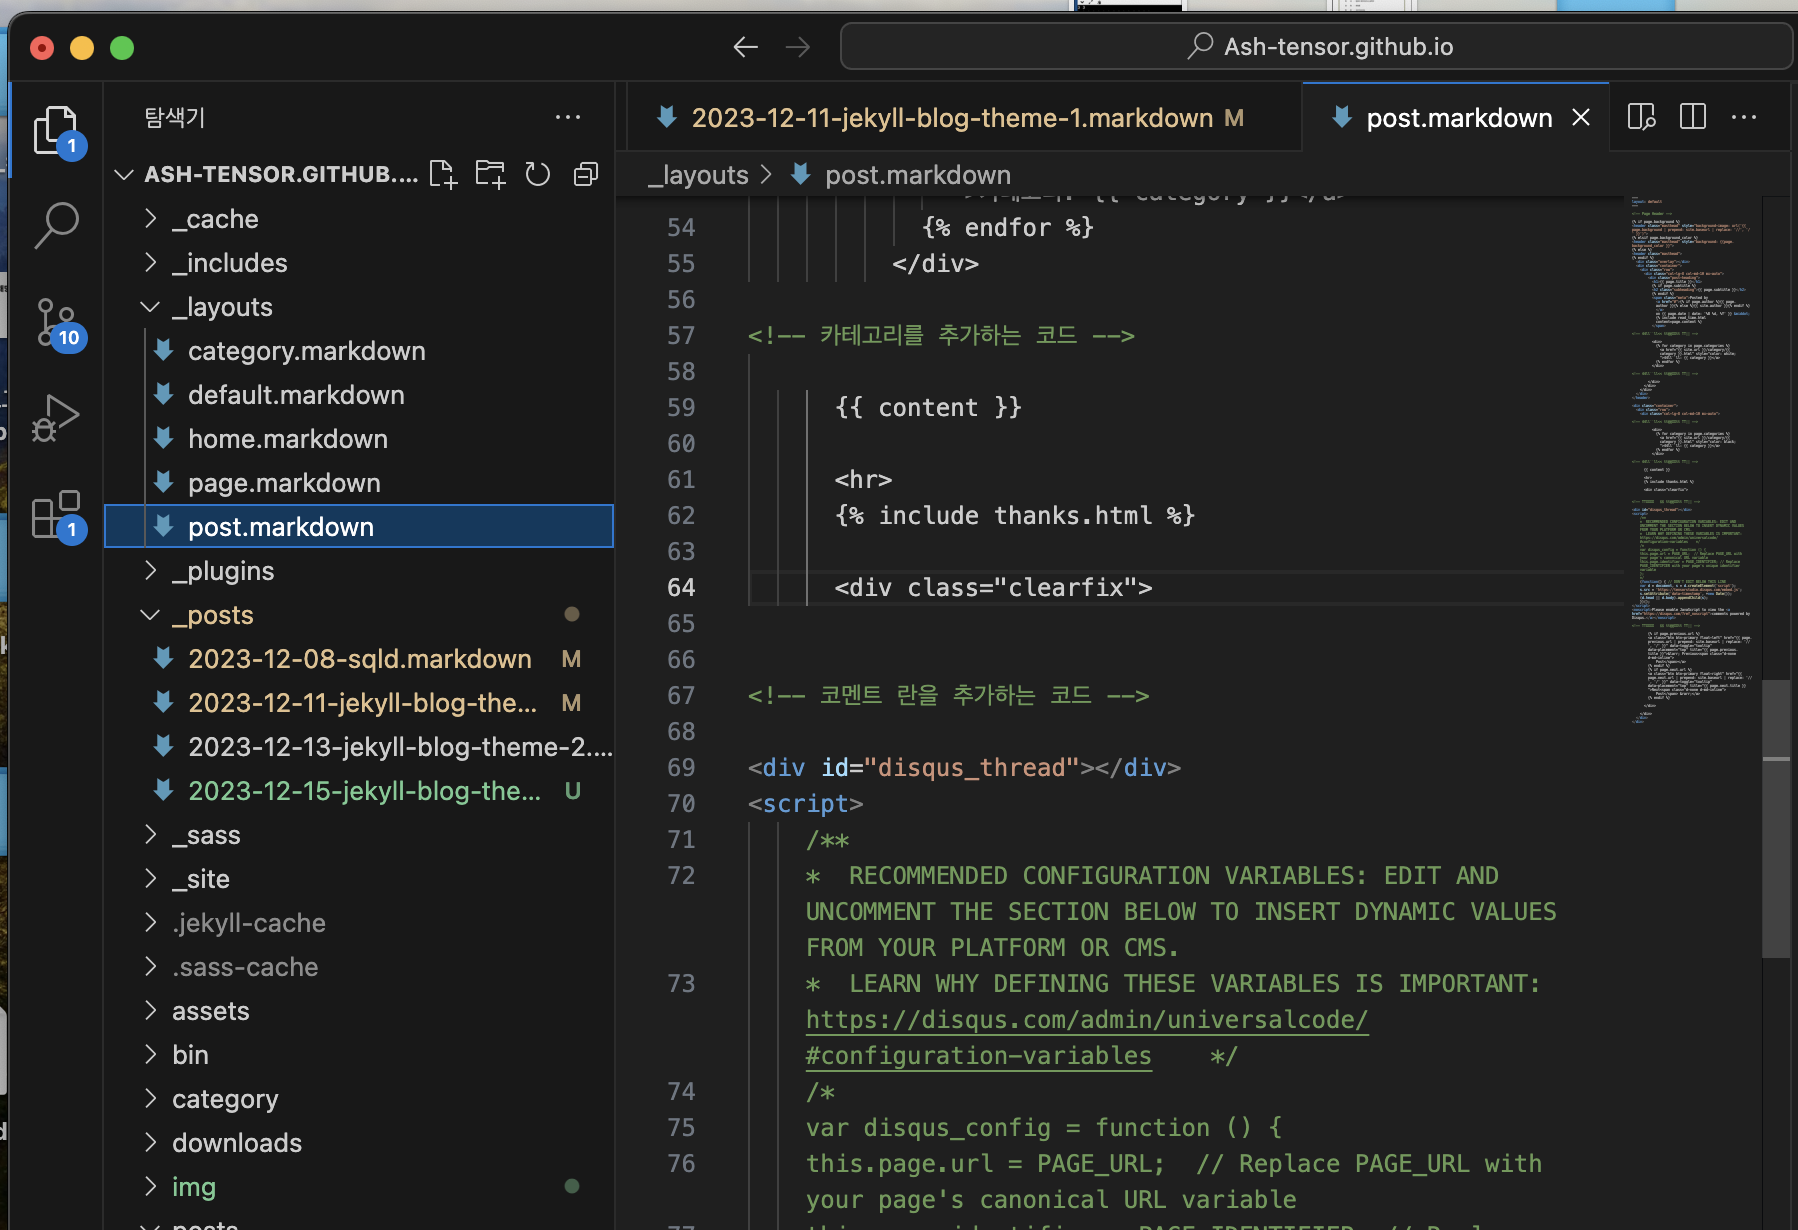 Ash-tensor.github.io
탐색기
2023-12-11-jekyll-blog-theme-1.markdown M
post.markdown
1
ASH-TENSOR.GITHUB....
_layouts > post.markdown
_cache
_includes
_layouts
category.markdown
default.markdown
home.markdown
page.markdown
post.markdown
10
1
_plugins
_posts
2023-12-08-sqld.markdown M
2023-12-11-jekyll-blog-the... M
2023-12-13-jekyll-blog-theme-2....
2023-12-15-jekyll-blog-the... U
_sass
_site
.jekyll-cache
.sass-cache
assets
bin
category
downloads
img
posts
54 {% endfor %}
55 </div>
56
57 <!-- 카테고리를 추가하는 코드 -->
58
59 {{ content }}
60
61 <hr>
62 {% include thanks.html %}
63
64 <div class="clearfix">
65
66
67 <!-- 코멘트 란을 추가하는 코드 -->
68
69 <div id="disqus_thread"></div>
70 <script>
71 /**
72 * RECOMMENDED CONFIGURATION VARIABLES: EDIT AND
UNCOMMENT THE SECTION BELOW TO INSERT DYNAMIC VALUES
FROM YOUR PLATFORM OR CMS.
73 * LEARN WHY DEFINING THESE VARIABLES IS IMPORTANT:
https://disqus.com/admin/universalcode/
#configuration-variables */
74 /*
75 var disqus_config = function () {
76 this.page.url = PAGE_URL; // Replace PAGE_URL with
your page's canonical URL variable